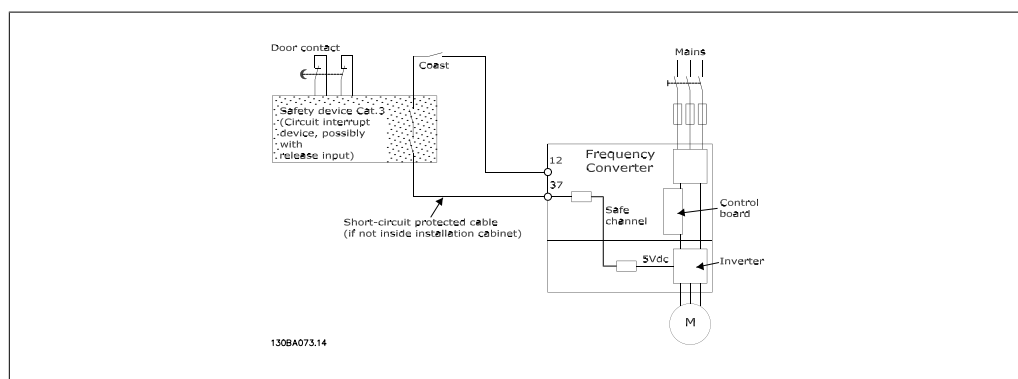 Door contact
Coast
Mains
Safety device Cat.3
(Circuit interrupt
device, possibly
with
release input)
12
Frequency
Converter
37
Safe
channel
Control
board
Short-circuit protected cable
(if not inside installation cabinet)
5Vdc
Inverter
M
130BA073.14